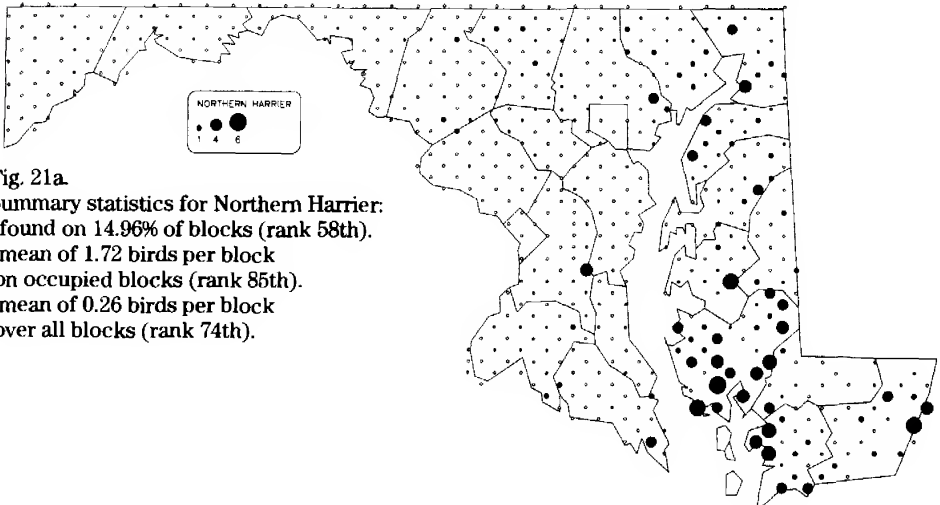 NORTHERN HARRIER
1 4 6
ig. 21a.
ummary statistics for Northern Harrier:
found on 14.96% of blocks (rank 58th).
mean of 1.72 birds per block
on occupied blocks (rank 85th).
mean of 0.26 birds per block
over all blocks (rank 74th).